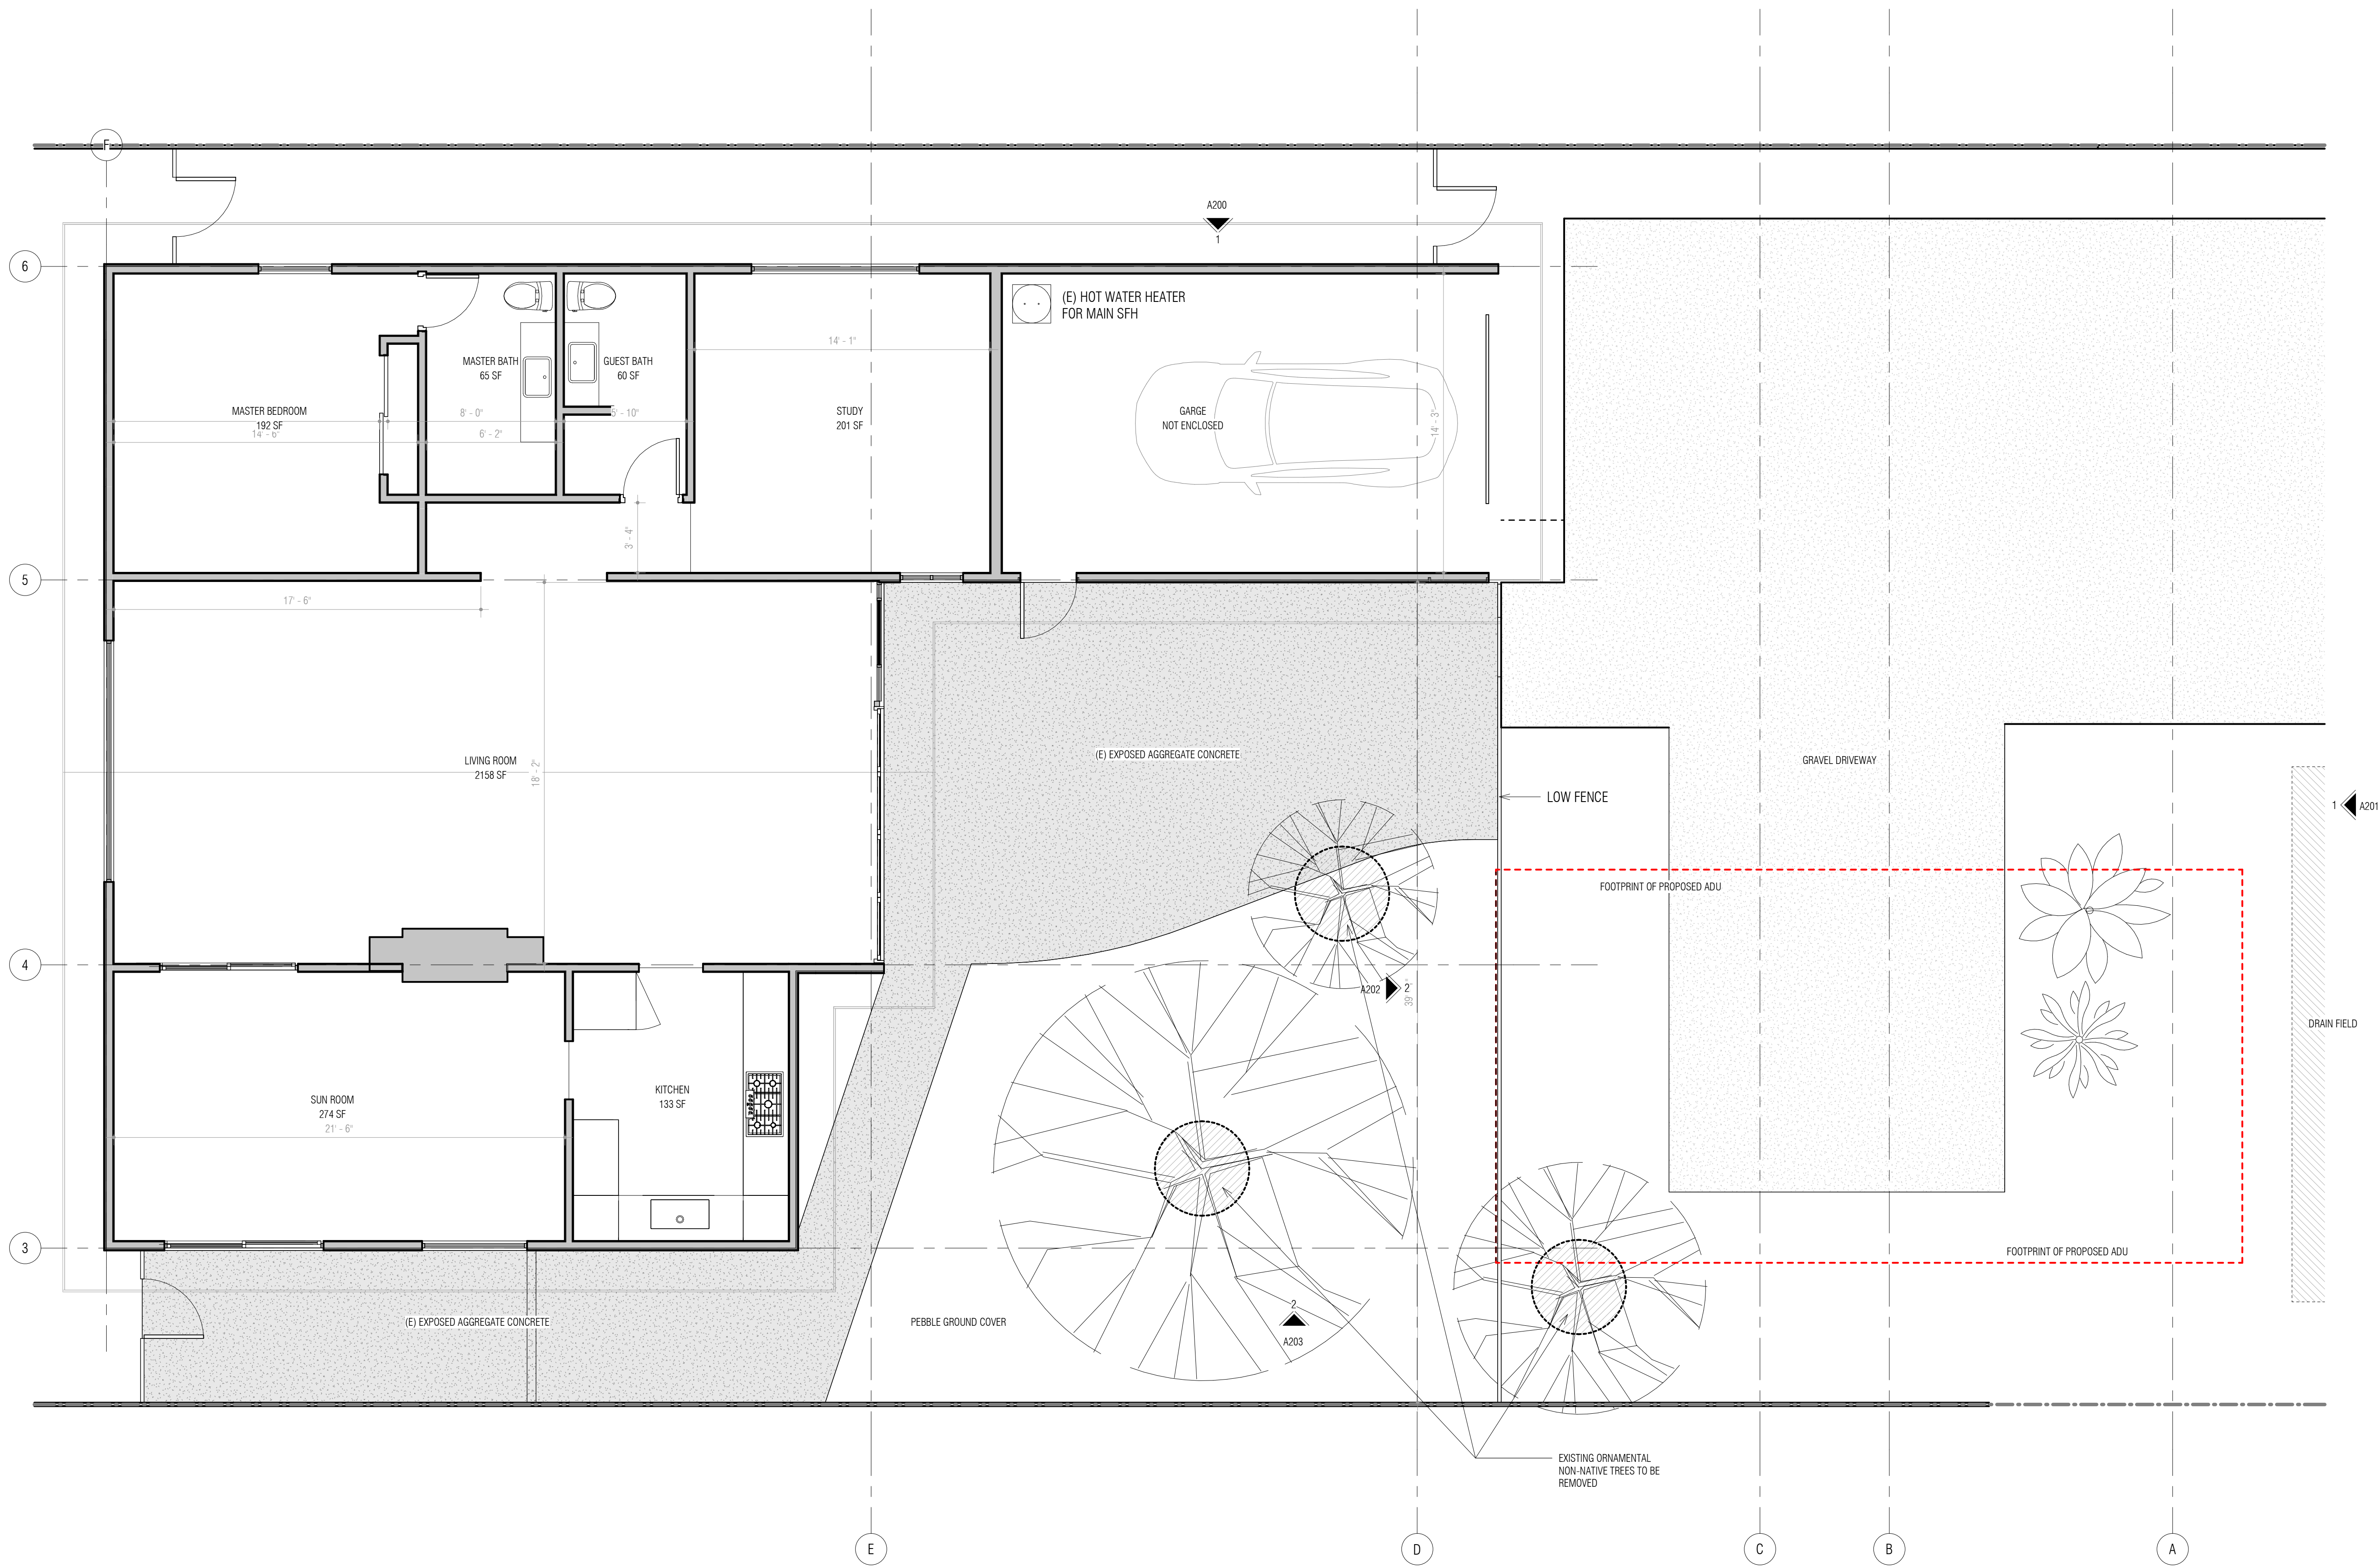 F
A200
1
6
(E) HOT WATER HEATER
FOR MAIN SFH
14' - 1"
MASTER BATH
65 SF
GUEST BATH
60 SF
MASTER BEDROOM
192 SF
14' - 6"
8' - 0"
6' - 2"
5' - 10"
STUDY
201 SF
GARGE
NOT ENCLOSED
14' - 3"
3' - 4"
5
17' - 6"
LIVING ROOM
2158 SF
18' - 2"
(E) EXPOSED AGGREGATE CONCRETE
GRAVEL DRIVEWAY
LOW FENCE
1
A201
FOOTPRINT OF PROPOSED ADU
4
A202
2
DRAIN FIELD
KITCHEN
133 SF
SUN ROOM
274 SF
21' - 6"
3
FOOTPRINT OF PROPOSED ADU
(E) EXPOSED AGGREGATE CONCRETE
PEBBLE GROUND COVER
2
A203
EXISTING ORNAMENTAL
NON-NATIVE TREES TO BE
REMOVED
E
D
C
B
A